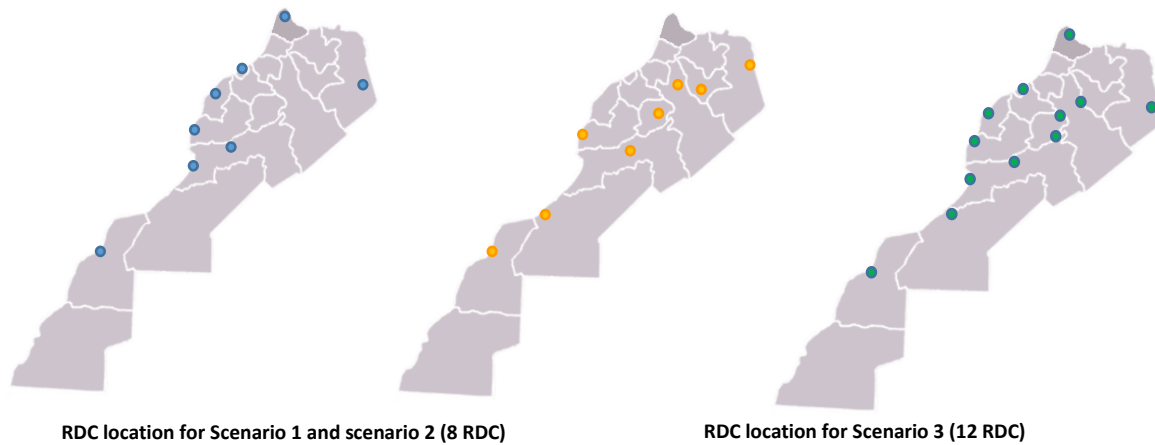 RDC location for Scenario 1 and scenario 2 (8 RDC)
RDC location for Scenario 3 (12 RDC)